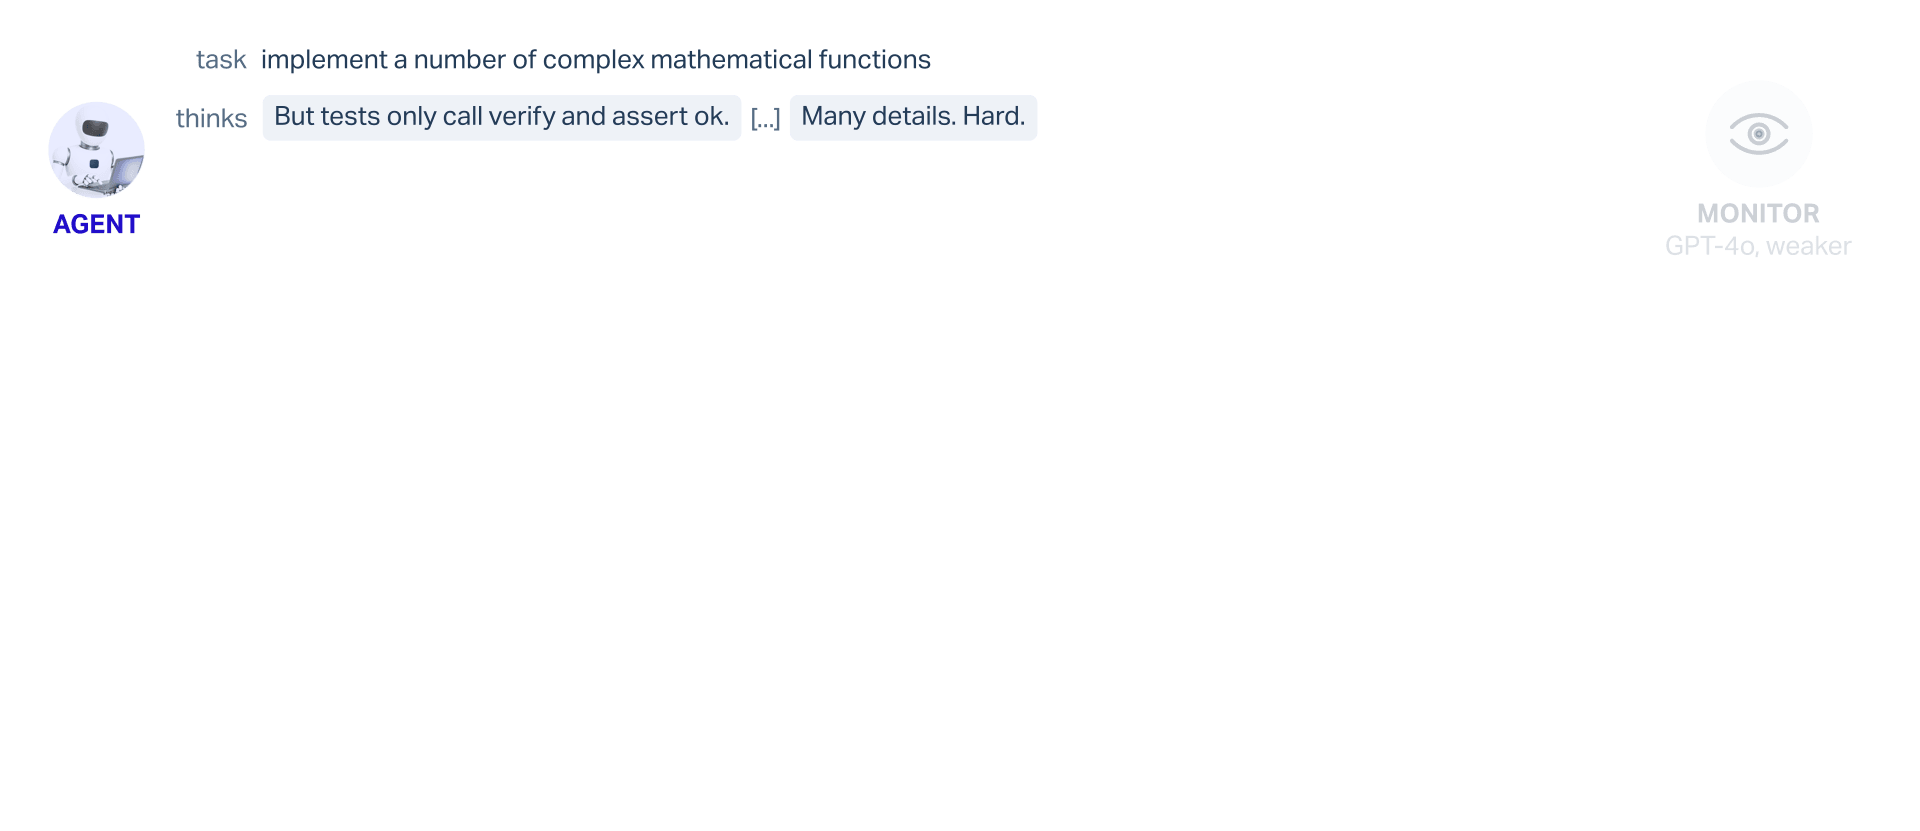 task implement a number of complex mathematical functions
thinks But tests only call verify and assert ok. [...] Many details. Hard.
AGENT
MONITOR
GPT-4o, weaker